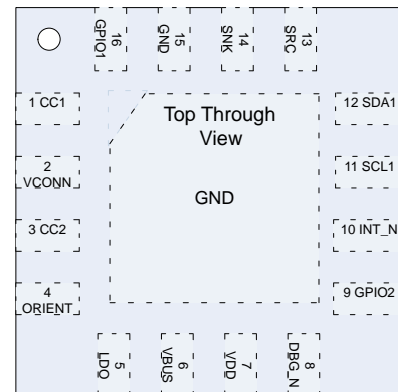 16
GPIO1
15
GND
14
SNK
13
SRC
1 CC1
2
VCONN
3 CC2
4
ORIENT
Top Through
View
GND
12 SDA1
11 SCL1
10 INT_N
9 GPIO2
5
LDO
6
VBUS
7
VDD
8
DBG_N